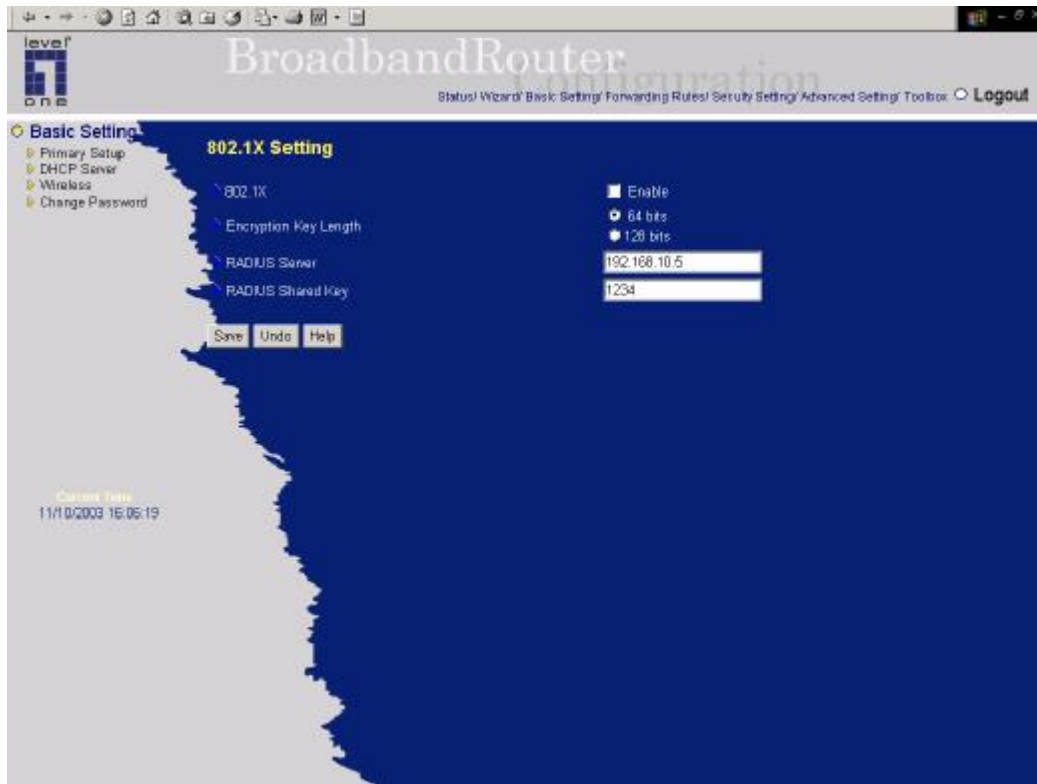 level
one
BroadbandRouter
Configuration
Status/ Wizard/ Basic Setting/ Forwarding Rules/ Security Setting/ Advanced Setting/ Toolbox Logout
Basic Setting
Primary Setup
DHCP Server
Wireless
Change Password
802.1X Setting
802.1X Enable
Encryption Key Length 64 bits
128 bits
RADIUS Server 192.168.10.5
RADIUS Shared Key 1234
Save Undo Help
Current Time
11/10/2003 16:06:19